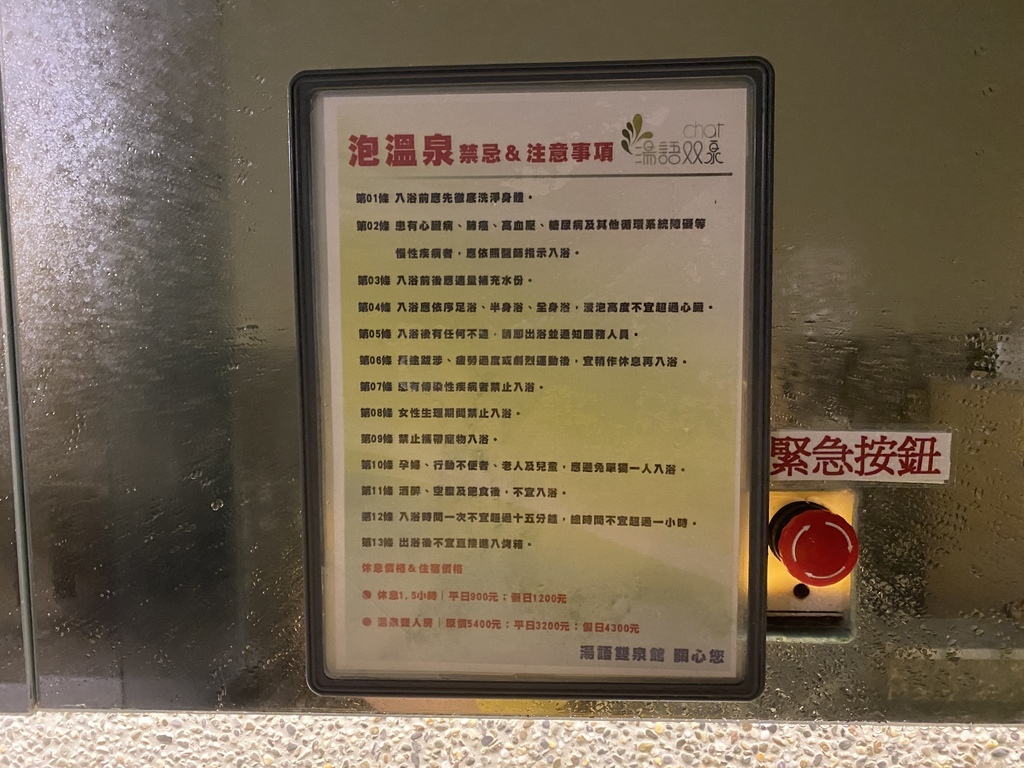 泡溫泉 禁忌&注意事項
chat
湯語双泉
第01條 入浴前應先徹底洗淨身體。
第02條 患有心臟病、肺癌、高血壓、糖尿病及其他循環系統障礙等
慢性疾病者，應依照醫師指示入浴。
第03條 入浴前後應適量補充水份。
第04條 入浴應依序足浴、半身浴、全身浴，浸泡高度不宜超過心臟。
第05條 入浴後有任何不適，請即出浴並通知服務人員。
第06條 長途跋涉、疲勞過度或劇烈運動後，宜稍作休息再入浴。
第07條 患有傳染性疾病者禁止入浴。
第08條 女性生理期間禁止入浴。
第09條 禁止攜帶寵物入浴。
第10條 孕婦、行動不便者、老人及兒童，應避免單獨一人入浴。
第11條 酒醉、空腹及飽食後，不宜入浴。
第12條 入浴時間一次不宜超過十五分鐘，總時間不宜超過一小時。
第13條 出浴後不宜直接進入烤箱。
休息價格&住宿價格
● 休息1.5小時｜平日900元；假日1200元
● 溫泉雙人房｜原價5400元；平日3200元；假日4300元
湯語雙泉館 關心您
緊急按鈕